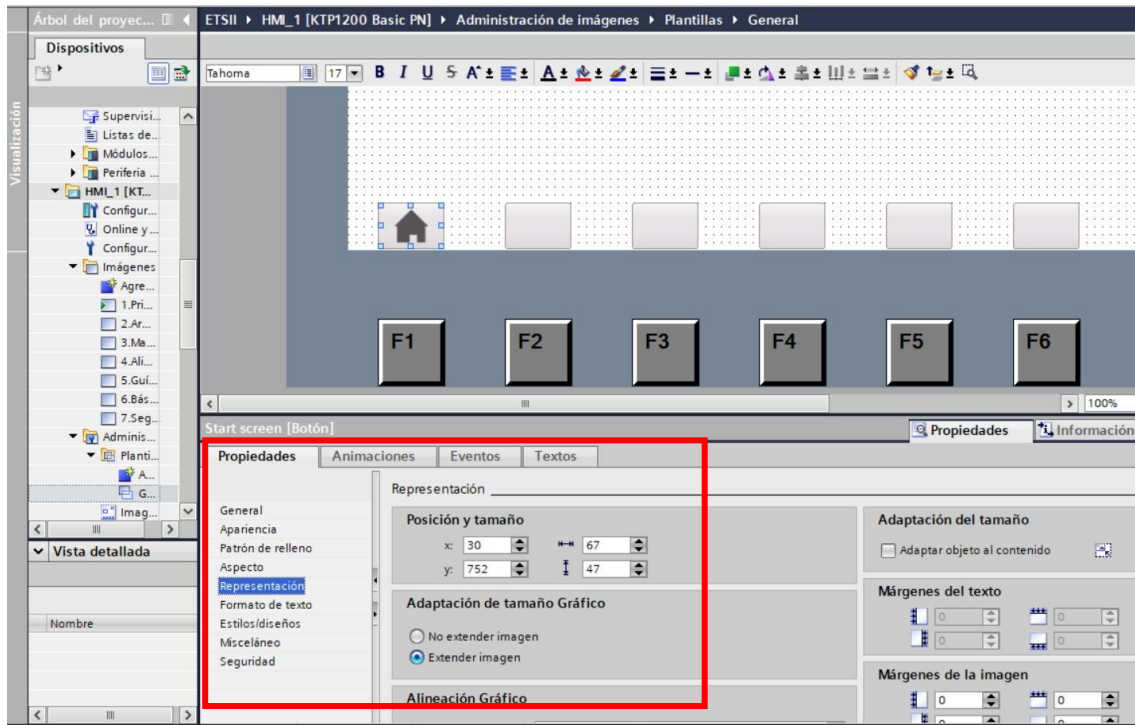 Árbol del proyec...
ETSII ▸ HMI_1 [KTP1200 Basic PN] ▸ Administración de imágenes ▸ Plantillas ▸ General
Dispositivos
Visualización
Tahoma
17
B I U S A
Supervisi...
Listas de...
Módulos...
Periferia ...
HMI_1 [KT...
Configur...
Online y ...
Configur...
Imágenes
Agre...
1.Pri...
2.Ar...
3.Ma...
4.Ali...
5.Guí...
6.Bás...
7.Seg...
Adminis...
Planti...
A...
G...
Imag...
F1 F2 F3 F4 F5 F6
100%
Start screen [Botón]
Propiedades
Información
Propiedades Animaciones Eventos Textos
General
Apariencia
Patrón de relleno
Aspecto
Representación
Formato de texto
Estilos/diseños
Misceláneo
Seguridad
Representación
Posición y tamaño
x: 30 67
y: 752 47
Adaptación de tamaño Gráfico
No extender imagen
Extender imagen
Alineación Gráfico
Adaptación del tamaño
Adaptar objeto al contenido
Márgenes del texto
0 0
0 0
Márgenes de la imagen
0 0
0 0
Vista detallada
Nombre